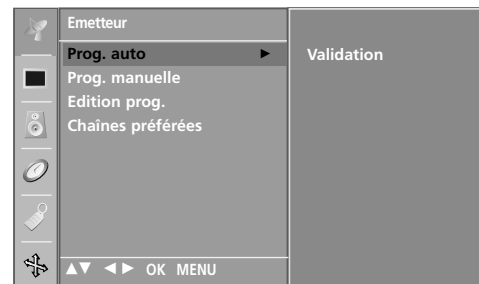 Emetteur
Prog. auto ► Validation
Prog. manuelle
Edition prog.
Chaînes préférées
▲▼ ◄► OK MENU